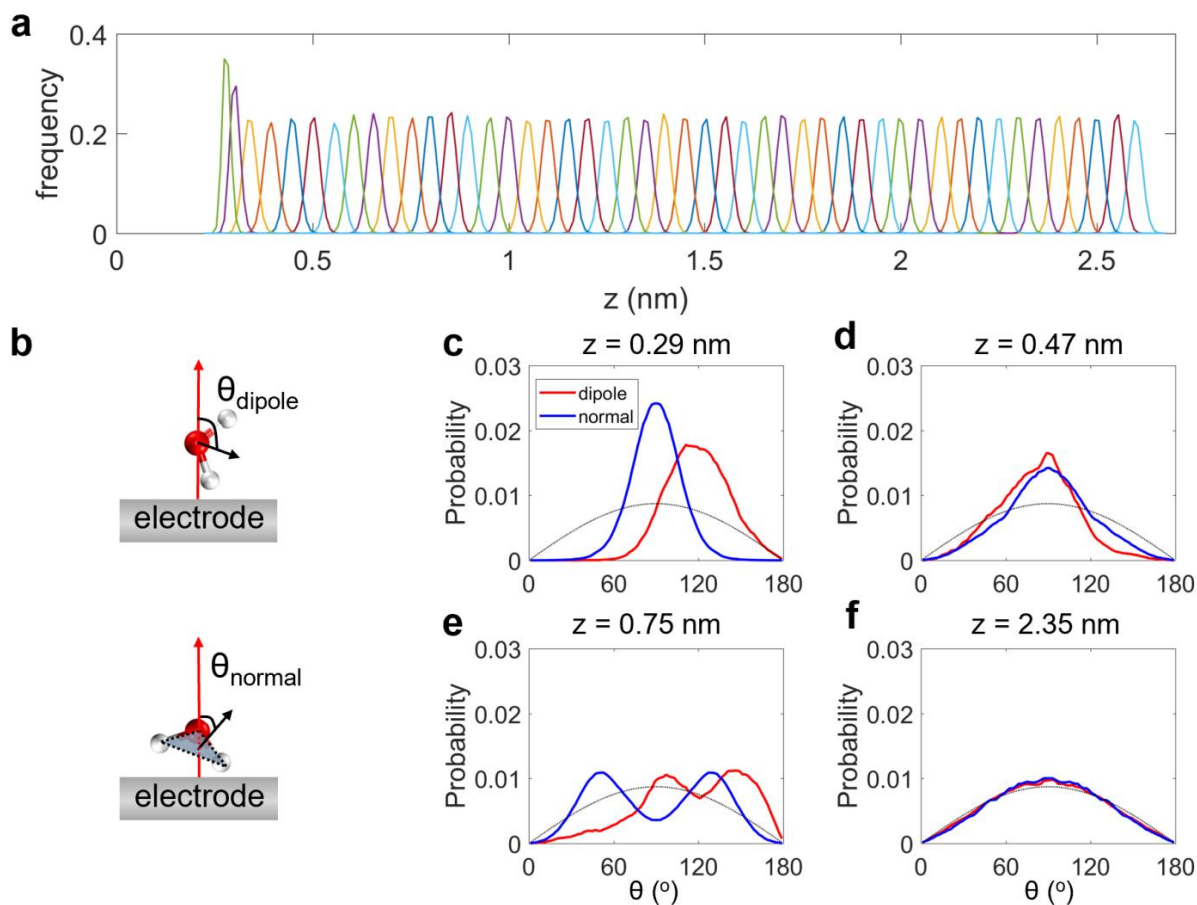 a
0.4
0.2
0
frequency
0
0.5
1
1.5
2
2.5
z (nm)
b
θdipole
electrode
θnormal
electrode
c
z = 0.29 nm
0.03
0.02
0.01
0
Probability
dipole
normal
0
60
120
180
d
z = 0.47 nm
0.03
0.02
0.01
0
Probability
0
60
120
180
e
z = 0.75 nm
0.03
0.02
0.01
0
Probability
0
60
120
180
θ (º)
f
z = 2.35 nm
0.03
0.02
0.01
0
Probability
0
60
120
180
θ (º)